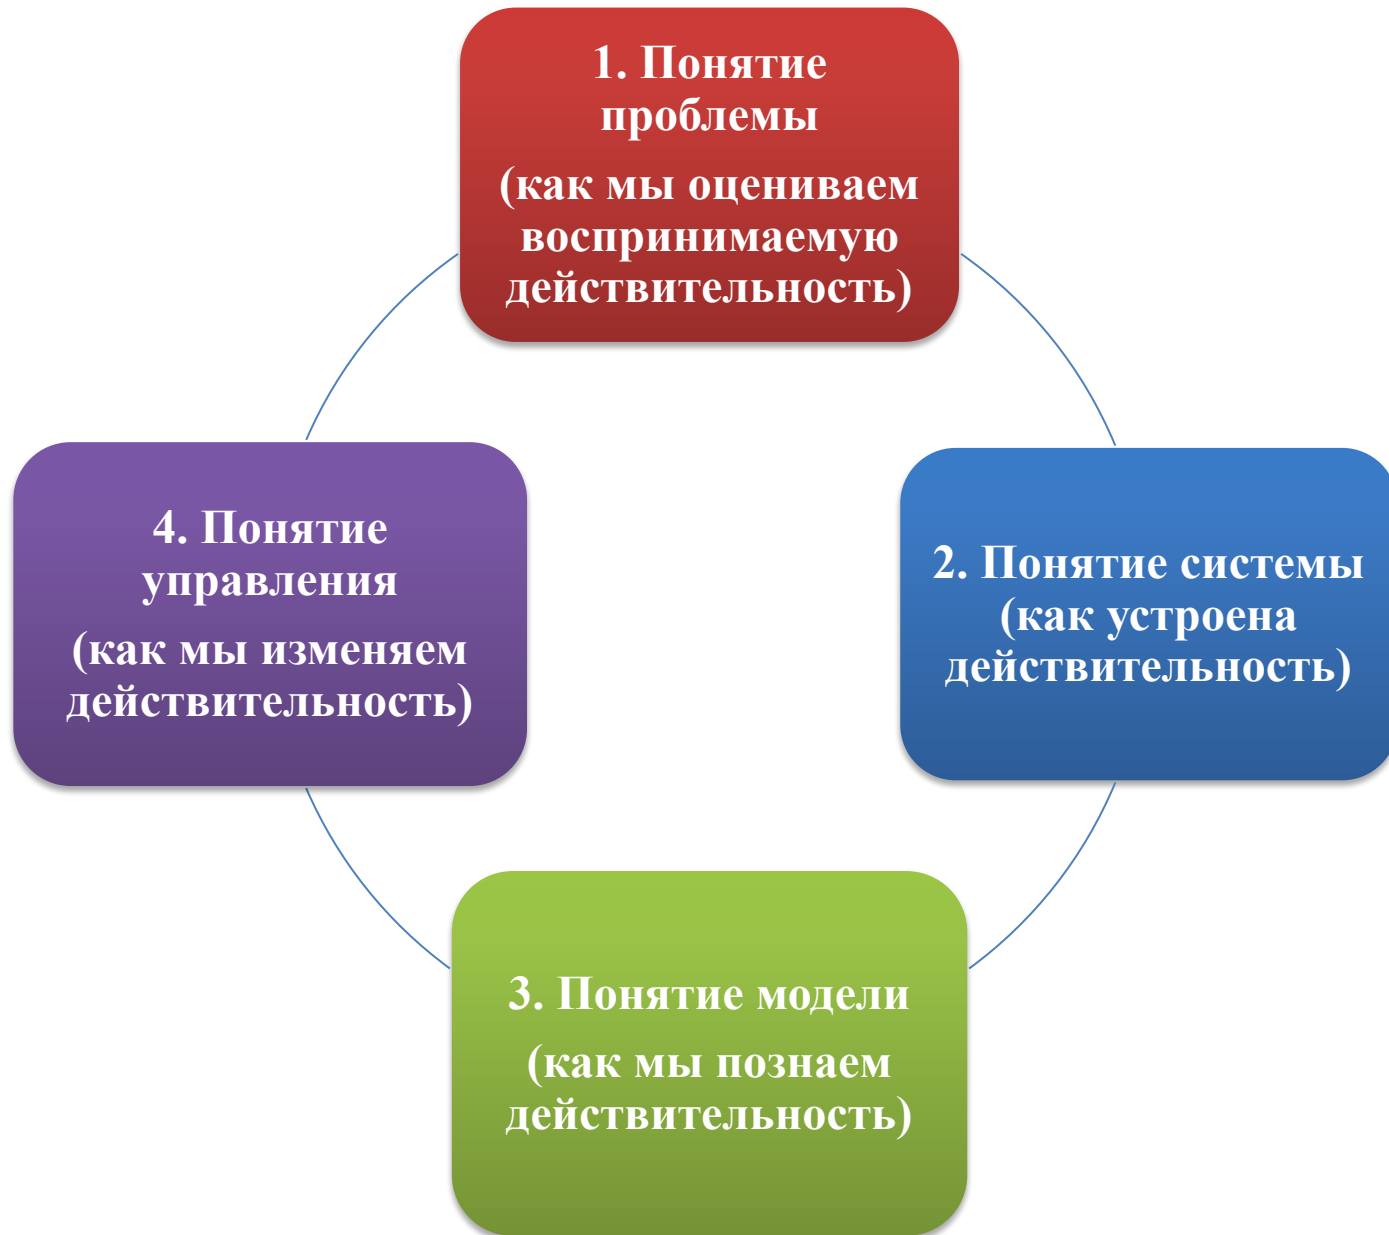 1. Понятие
проблемы
(как мы оцениваем
воспринимаемую
действительность)
2. Понятие системы
(как устроена
действительность)
3. Понятие модели
(как мы познаем
действительность)
4. Понятие
управления
(как мы изменяем
действительность)